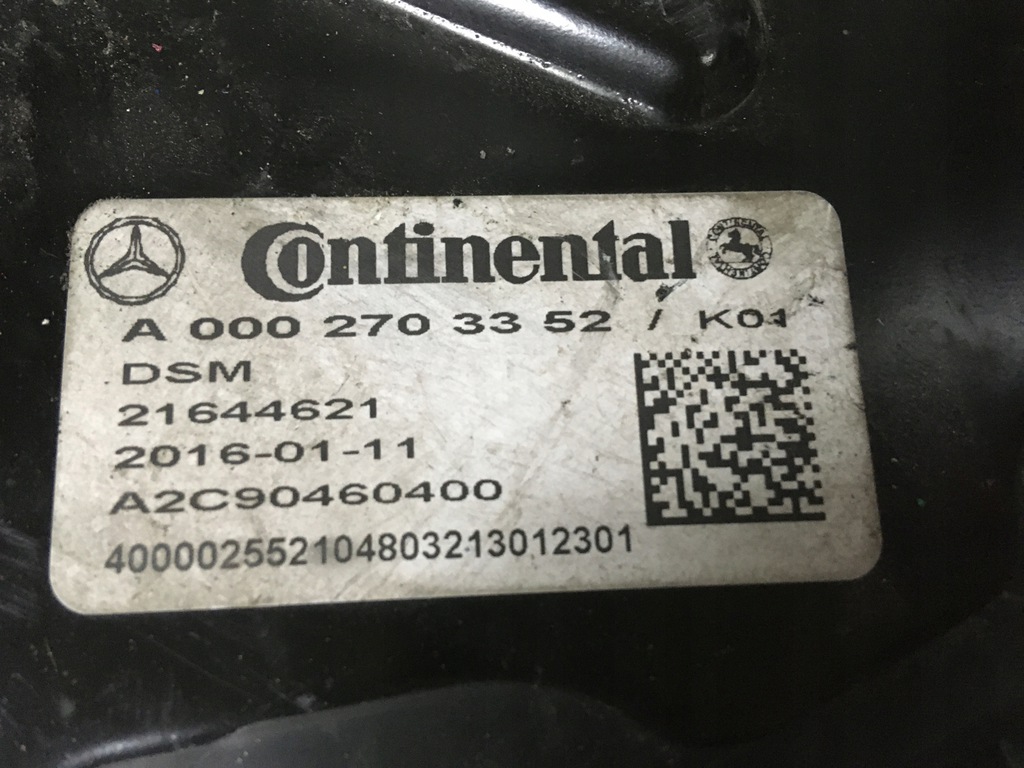 Continental
A 000 270 33 52 / K01
DSM
21644621
2016-01-11
A2C90460400
400002552104803213012301